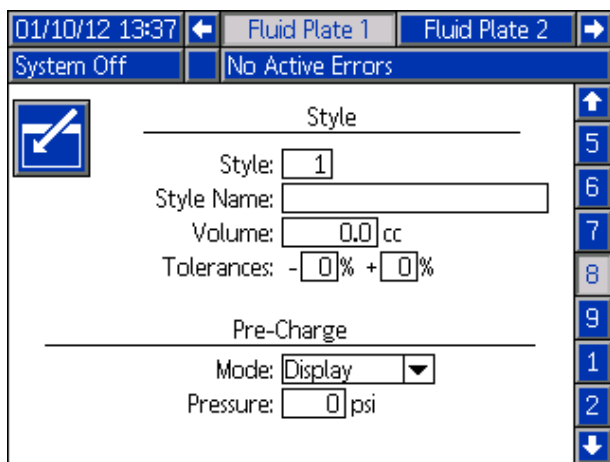 01/10/12 13:37 Fluid Plate 1 Fluid Plate 2
System Off No Active Errors
Style
Style: 1
Style Name:
Volume: 0.0 cc
Tolerances: - 0 % + 0 %
Pre-Charge
Mode: Display
Pressure: 0 psi
5
6
7
8
9
1
2